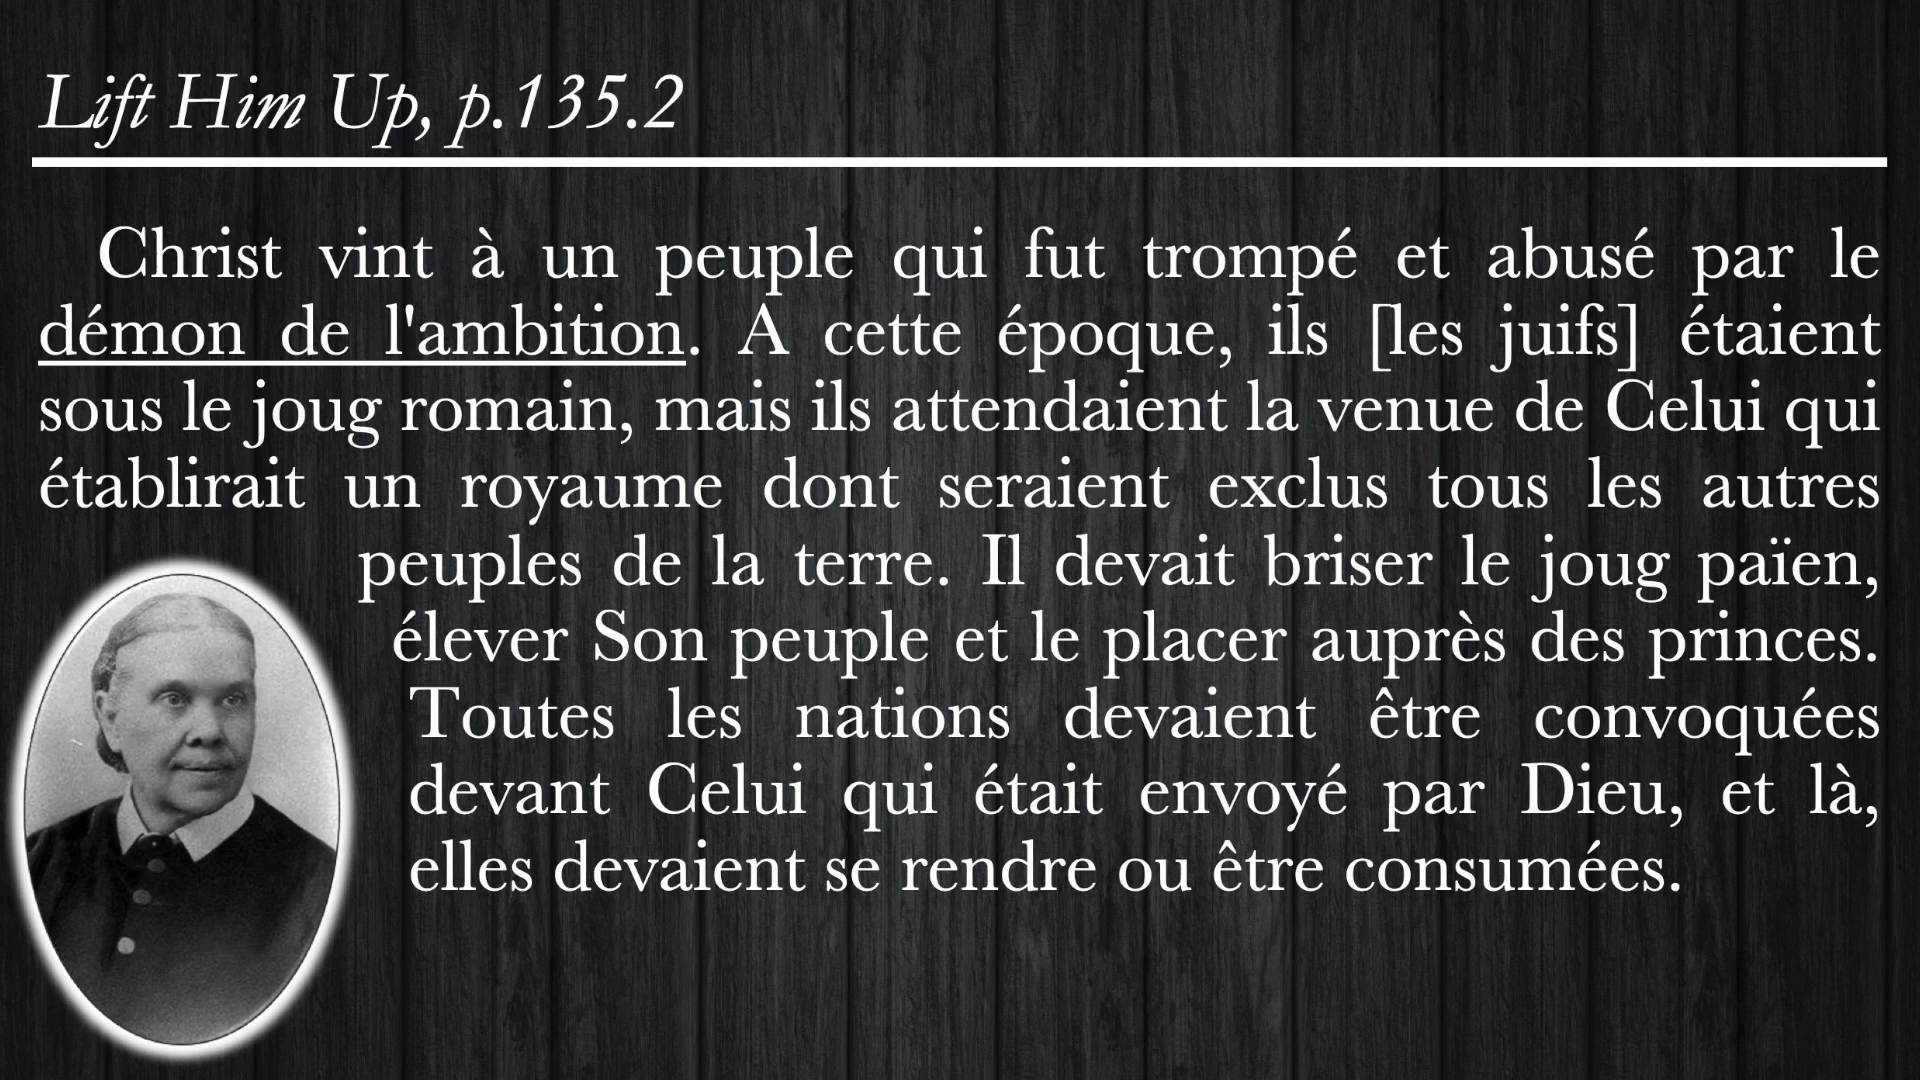 Lift Him Up, p.135.2
Christ vint à un peuple qui fut trompé et abusé par le
démon de l'ambition. A cette époque, ils [les juifs] étaient
sous le joug romain, mais ils attendaient la venue de Celui qui
établirait un royaume dont seraient exclus tous les autres
peuples de la terre. Il devait briser le joug païen,
élever Son peuple et le placer auprès des princes.
Toutes les nations devaient être convoquées
devant Celui qui était envoyé par Dieu, et là,
elles devaient se rendre ou être consumées.